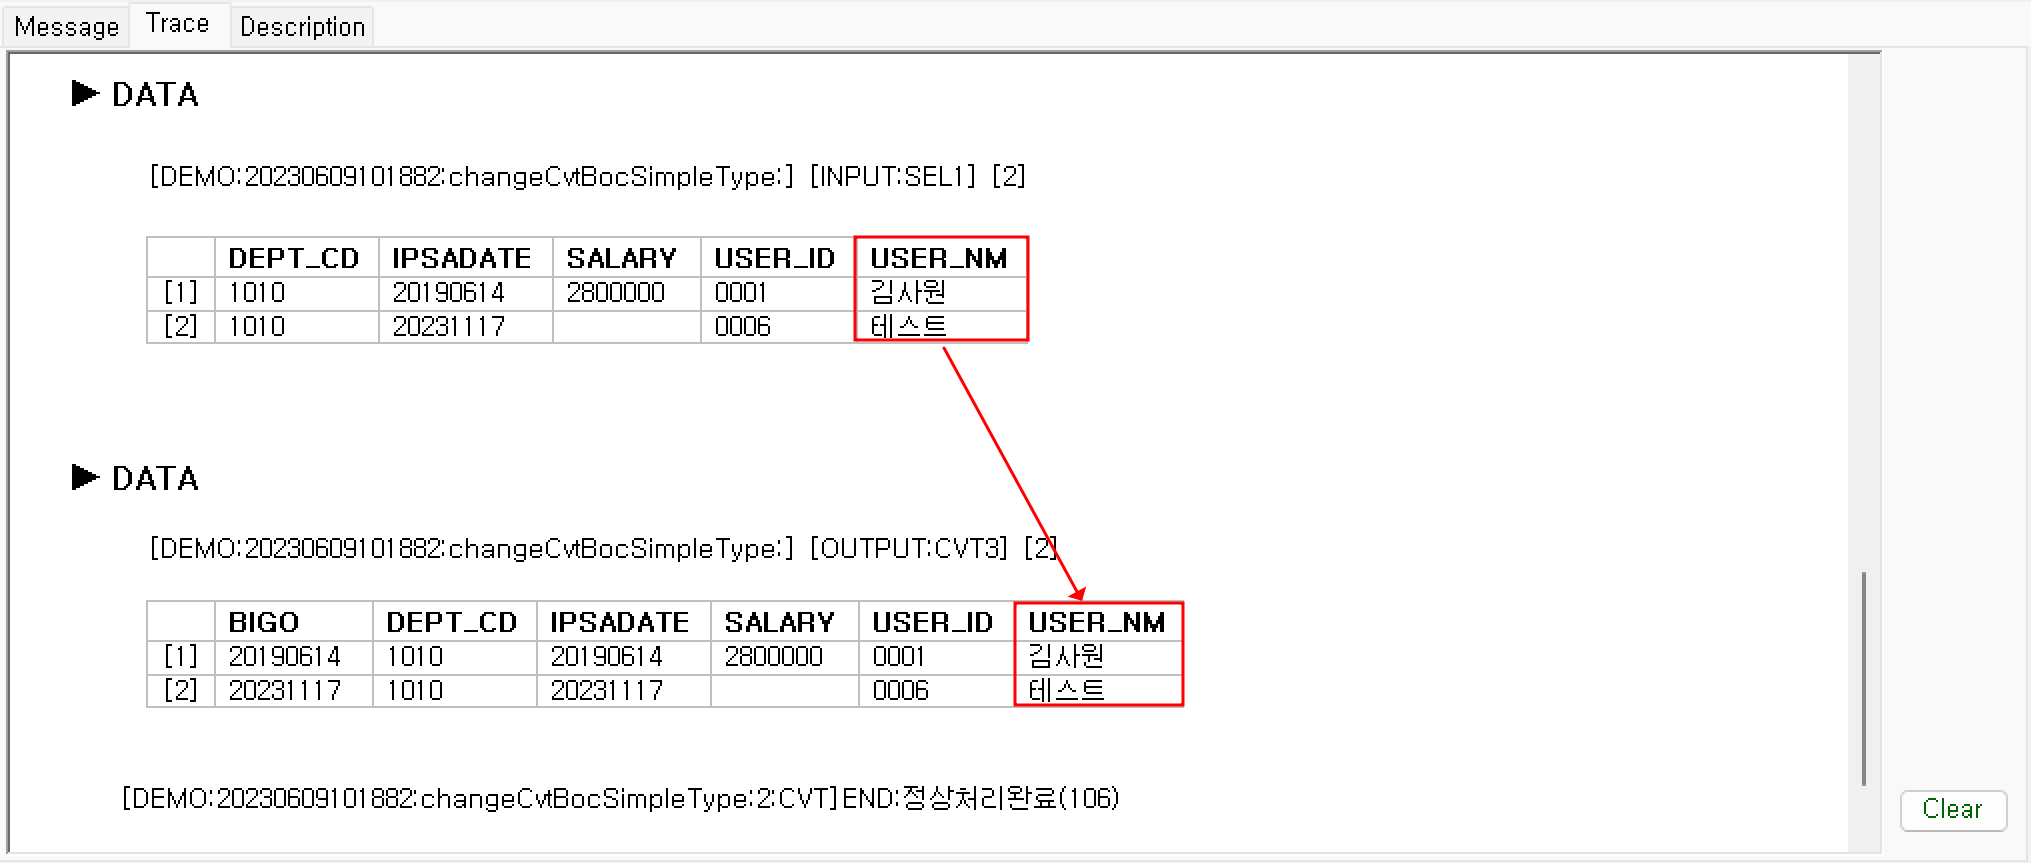 Message Trace Description
▶ DATA
[DEMO:20230609101882:changeCvtBocSimpleType:] [INPUT:SEL1] [2]
DEPT_CD IPSADATE SALARY USER_ID USER_NM
[1] 1010 20190614 2800000 0001 김사원
[2] 1010 20231117 0006 테스트
▶ DATA
[DEMO:20230609101882:changeCvtBocSimpleType:] [OUTPUT:CVT3] [2]
BIGO DEPT_CD IPSADATE SALARY USER_ID USER_NM
[1] 20190614 1010 20190614 2800000 0001 김사원
[2] 20231117 1010 20231117 0006 테스트
[DEMO:20230609101882:changeCvtBocSimpleType:2:CVT]END:정상처리완료(106)
Clear